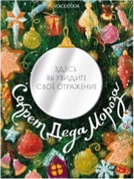 ЗДЕСЬ
ВЫ УВИДИТЕ
СВОЁ ОТРАЖЕНИЕ
Секрет Деда Мороза